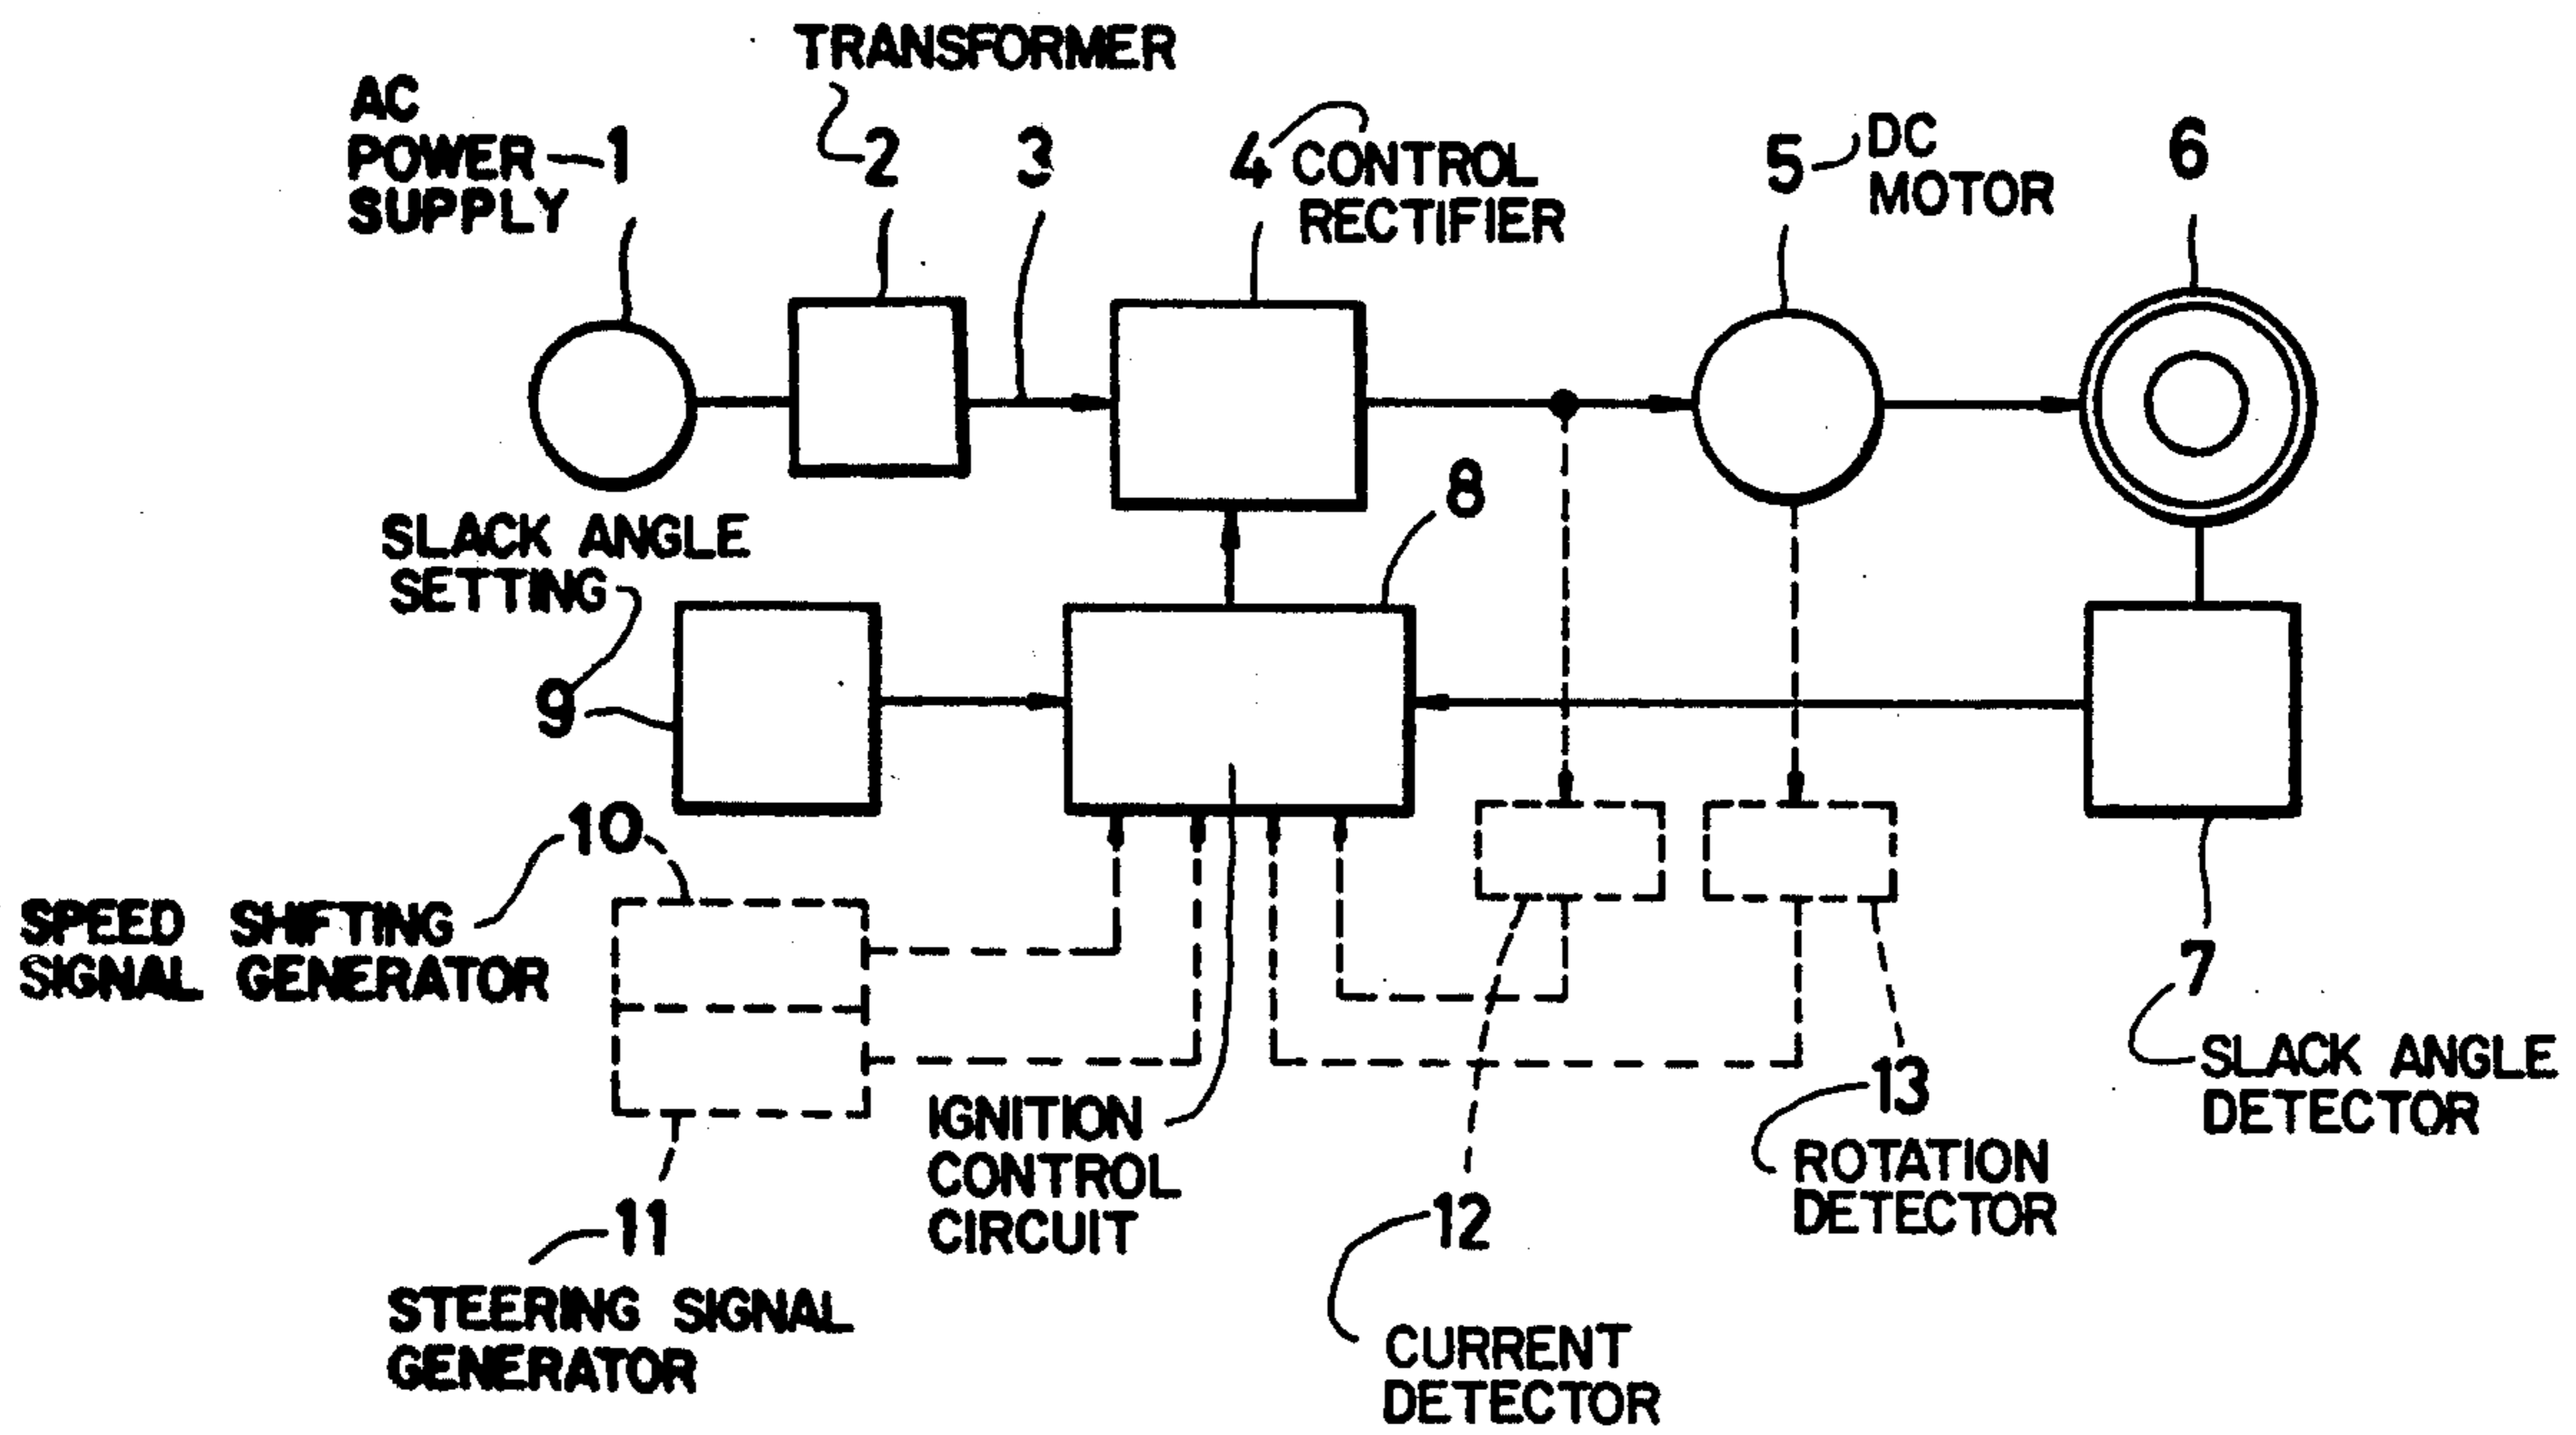 TRANSFORMER
AC
POWER 1
SUPPLY
2
3
4 CONTROL
RECTIFIER
5 DC
MOTOR
6
8
SLACK ANGLE
SETTING
9
10
SPEED SHIFTING
SIGNAL GENERATOR
11
STEERING SIGNAL
GENERATOR
IGNITION
CONTROL
CIRCUIT
12
CURRENT
DETECTOR
13
ROTATION
DETECTOR
7
SLACK ANGLE
DETECTOR